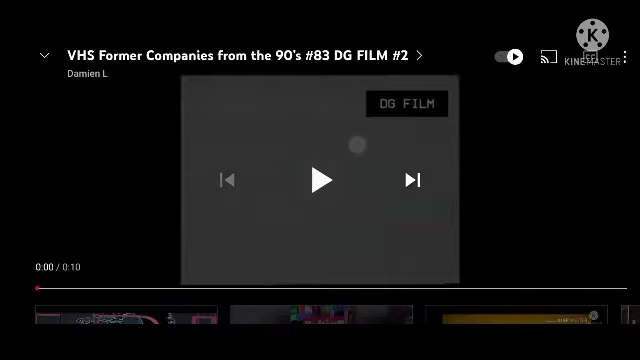 VHS Former Companies from the 90's #83 DG FILM #2
Damien L
K
KINEMASTER
DG FILM
0:00 / 0:10